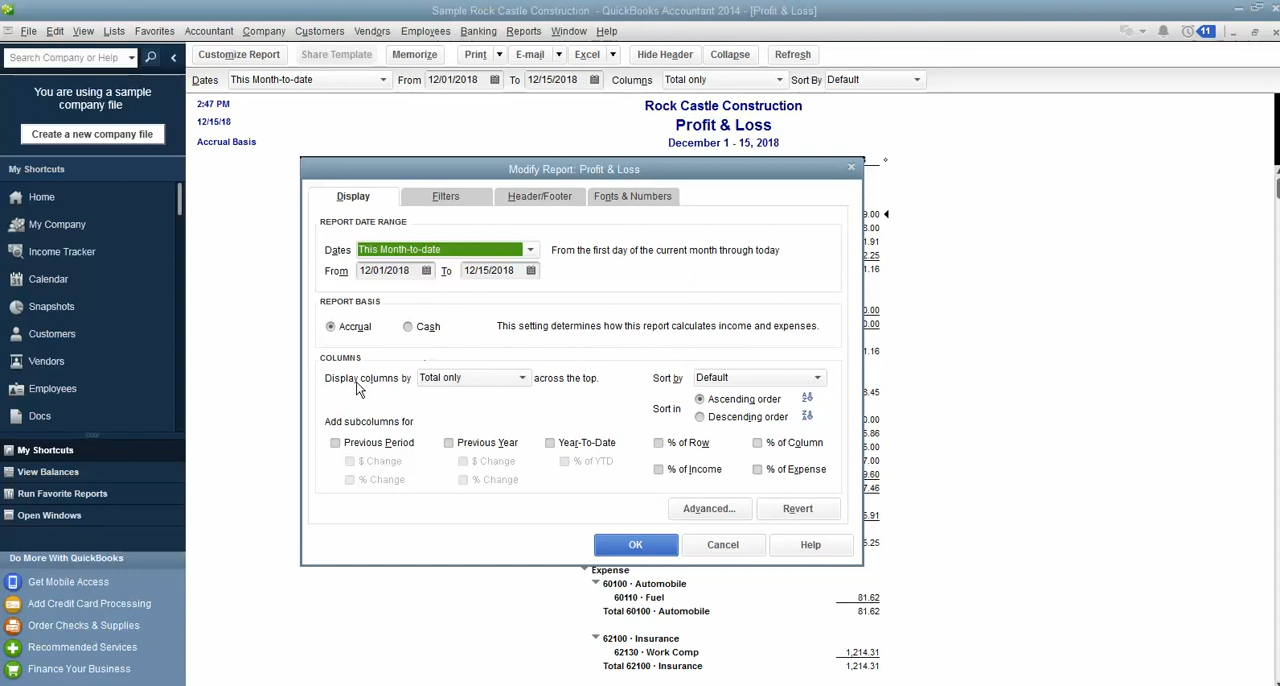 Sample Rock Castle Construction - QuickBooks Accountant 2014 - [Profit & Loss]
File Edit View Lists Favorites Accountant Company Customers Vendors Employees Banking Reports Window Help 11
Search Company or Help Customize Report Share Template Memorize Print E-mail Excel Hide Header Collapse Refresh
Dates This Month-to-date From 12/01/2018 To 12/15/2018 Columns Total only Sort By Default
You are using a sample
company file
Create a new company file
My Shortcuts
Home
My Company
Income Tracker
Calendar
Snapshots
Customers
Vendors
Employees
Docs
My Shortcuts
View Balances
Run Favorite Reports
Open Windows
Do More With QuickBooks
Get Mobile Access
Add Credit Card Processing
Order Checks & Supplies
Recommended Services
Finance Your Business
2:47 PM
12/15/18
Accrual Basis
Rock Castle Construction
Profit & Loss
December 1 - 15, 2018
Modify Report: Profit & Loss
Display Filters Header/Footer Fonts & Numbers
REPORT DATE RANGE
Dates This Month-to-date From the first day of the current month through today
From 12/01/2018 To 12/15/2018
REPORT BASIS
Accrual Cash This setting determines how this report calculates income and expenses.
COLUMNS
Display columns by Total only across the top. Sort by Default
Sort in Ascending order
Descending order
Add subcolumns for
Previous Period Previous Year Year-To-Date % of Row % of Column
$ Change $ Change % of YTD % of Income % of Expense
% Change % Change
Advanced... Revert
OK Cancel Help
Expense
60100 · Automobile
60110 · Fuel 81.62
Total 60100 · Automobile 81.62
62100 · Insurance
62130 · Work Comp 1,214.31
Total 62100 · Insurance 1,214.31